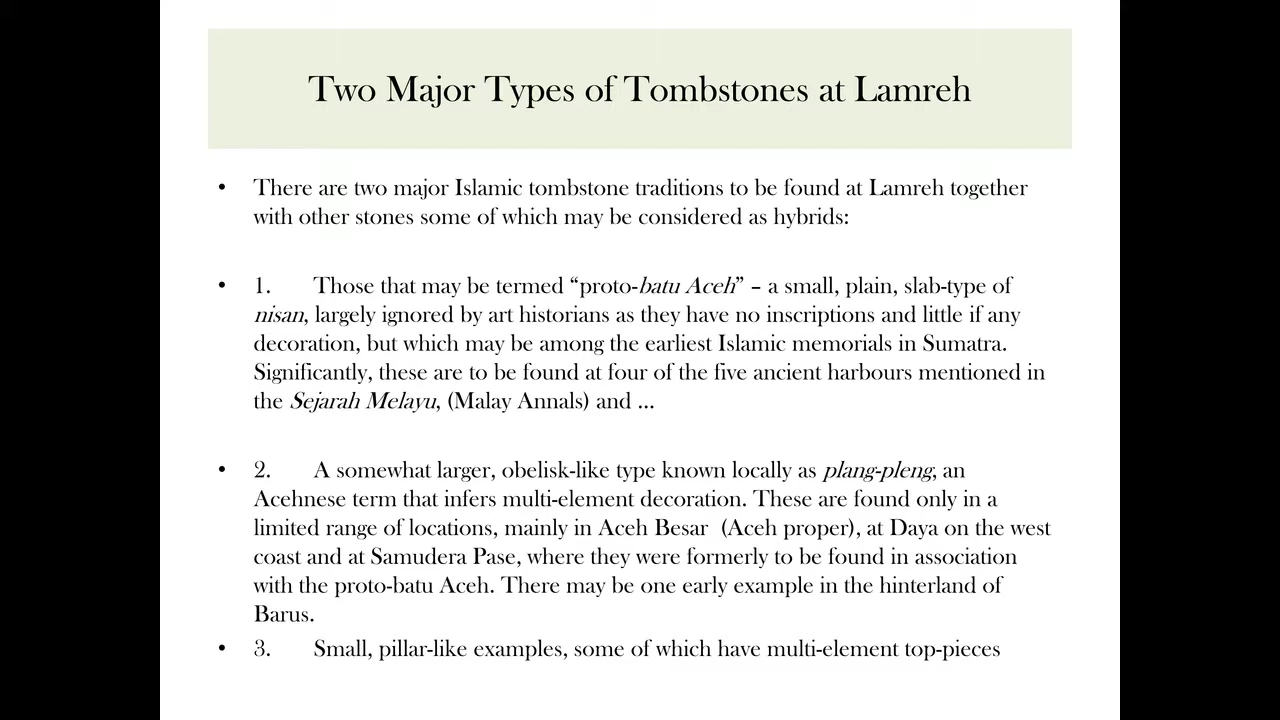 Two Major Types of Tombstones at Lamreh
• There are two major Islamic tombstone traditions to be found at Lamreh together
with other stones some of which may be considered as hybrids:
• 1. Those that may be termed “proto-batu Aceh” – a small, plain, slab-type of
nisan, largely ignored by art historians as they have no inscriptions and little if any
decoration, but which may be among the earliest Islamic memorials in Sumatra.
Significantly, these are to be found at four of the five ancient harbours mentioned in
the Sejarah Melayu, (Malay Annals) and ...
• 2. A somewhat larger, obelisk-like type known locally as plang-pleng, an
Acehnese term that infers multi-element decoration. These are found only in a
limited range of locations, mainly in Aceh Besar (Aceh proper), at Daya on the west
coast and at Samudera Pase, where they were formerly to be found in association
with the proto-batu Aceh. There may be one early example in the hinterland of
Barus.
• 3. Small, pillar-like examples, some of which have multi-element top-pieces